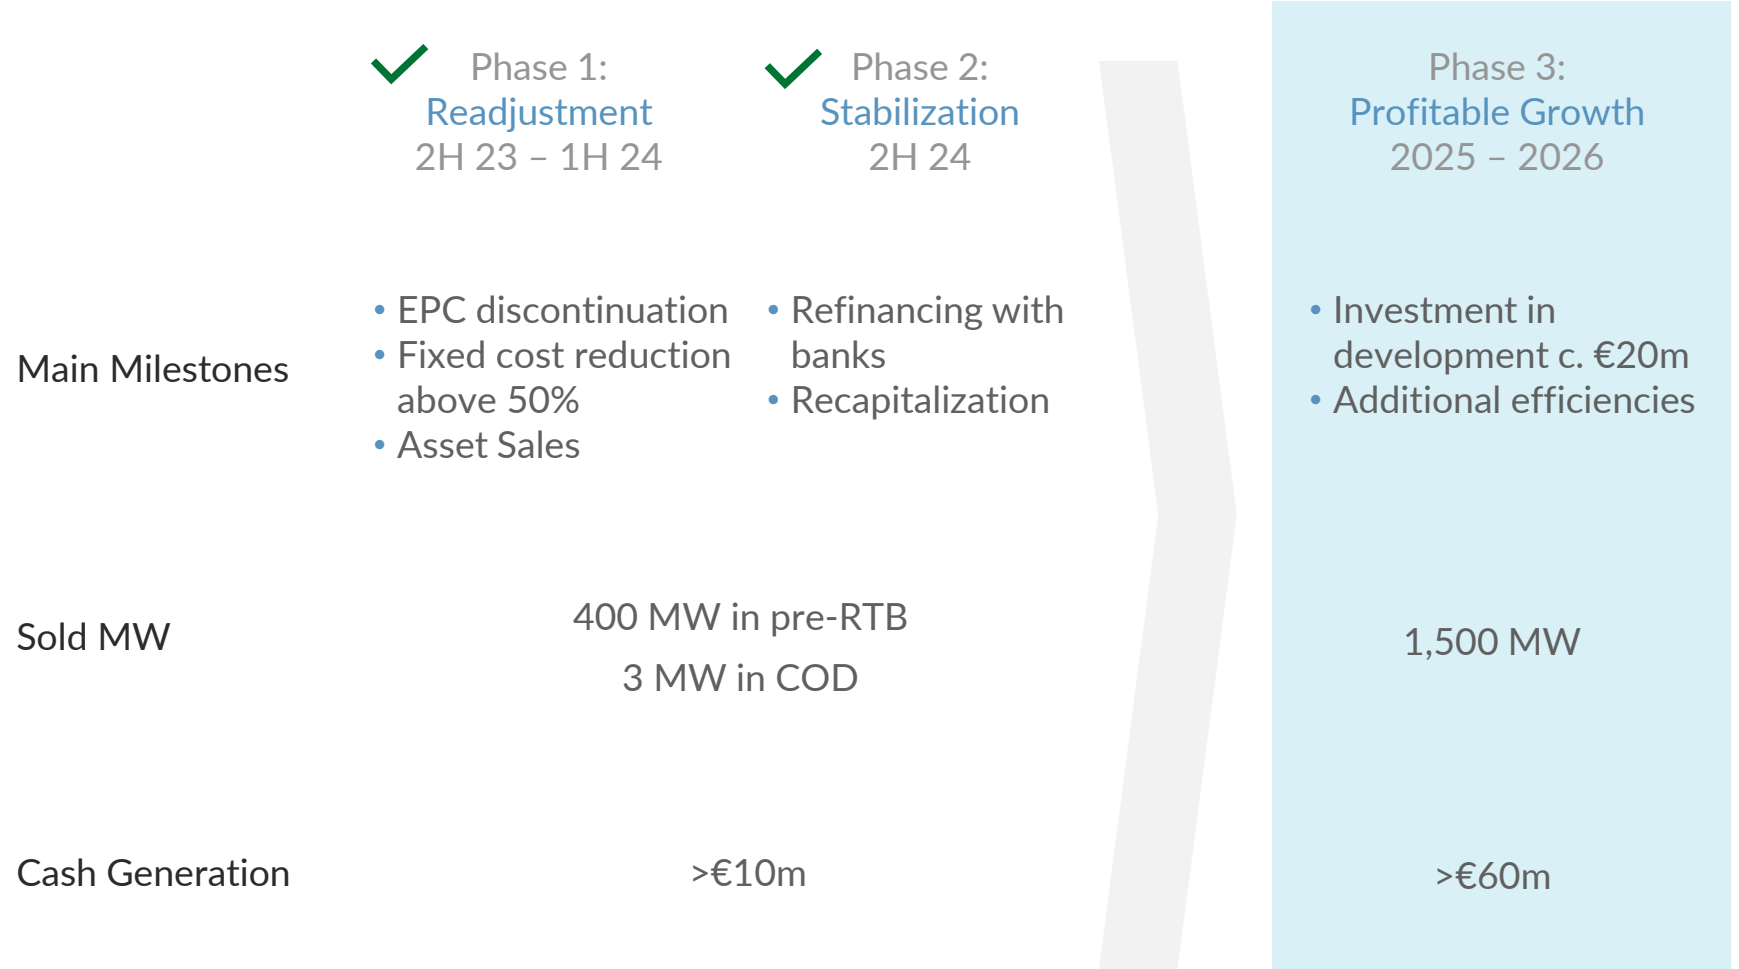 Phase 1:
Readjustment
2H 23 – 1H 24
Phase 2:
Stabilization
2H 24
Phase 3:
Profitable Growth
2025 – 2026
Main Milestones
• EPC discontinuation
• Fixed cost reduction
above 50%
• Asset Sales
• Refinancing with
banks
• Recapitalization
• Investment in
development c. €20m
• Additional efficiencies
Sold MW
400 MW in pre-RTB
3 MW in COD
1,500 MW
Cash Generation
>€10m
>€60m